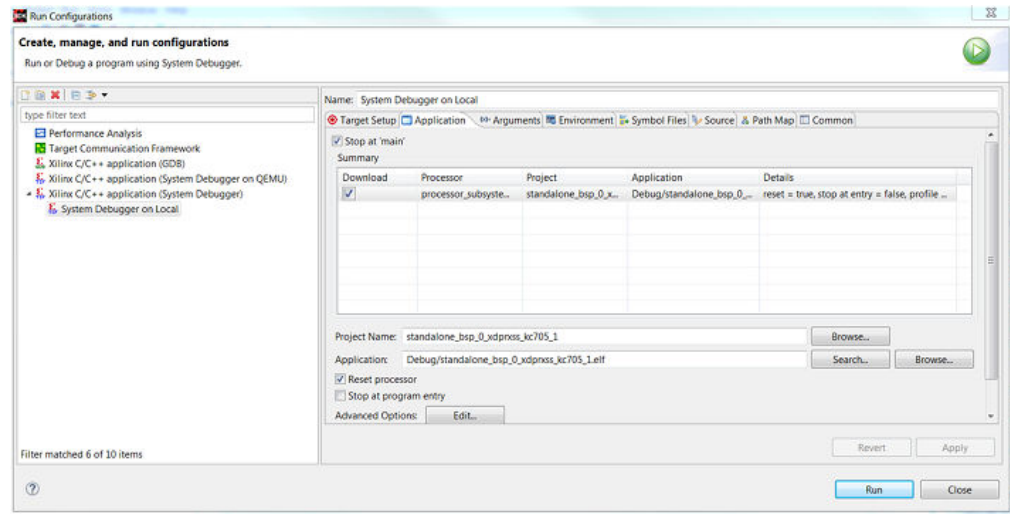 Run Configurations
Create, manage, and run configurations
Run or Debug a program using System Debugger.
type filter text
Performance Analysis
Target Communication Framework
Xilinx C/C++ application (GDB)
Xilinx C/C++ application (System Debugger on QEMU)
Xilinx C/C++ application (System Debugger)
System Debugger on Local
Filter matched 6 of 10 items
Name: System Debugger on Local
Target Setup Application Arguments Environment Symbol Files Source Path Map Common
Stop at 'main'
Summary
Download Processor Project Application Details
processor_subsyste... standalone_bsp_0_x... Debug/standalone_bsp_0_... reset = true, stop at entry = false, profile ...
Project Name: standalone_bsp_0_xdprxss_kc705_1 Browse...
Application: Debug/standalone_bsp_0_xdprxss_kc705_1.elf Search... Browse...
Reset processor
Stop at program entry
Advanced Options: Edit...
Revert Apply
Run Close